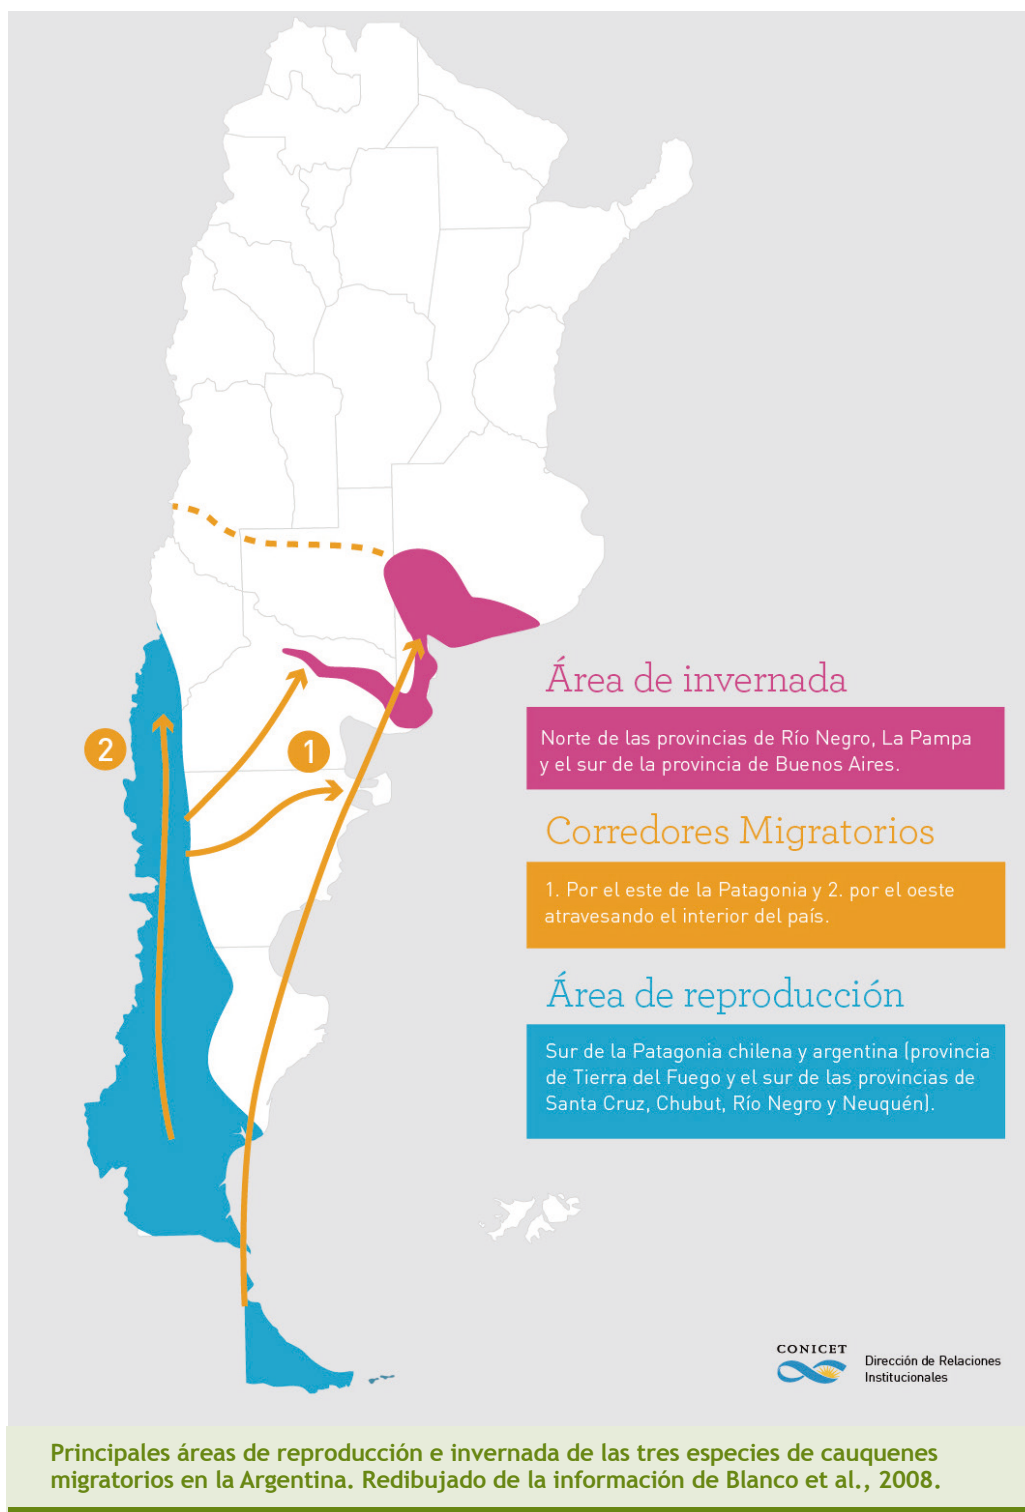 2
1
Área de invernada
Norte de las provincias de Río Negro, La Pampa
y el sur de la provincia de Buenos Aires.
Corredores Migratorios
1. Por el este de la Patagonia y 2. por el oeste
atravesando el interior del país.
Área de reproducción
Sur de la Patagonia chilena y argentina (provincia
de Tierra del Fuego y el sur de las provincias de
Santa Cruz, Chubut, Río Negro y Neuquén).
CONICET
Dirección de Relaciones
Institucionales
Principales áreas de reproducción e invernada de las tres especies de cauquenes
migratorios en la Argentina. Redibujado de la información de Blanco et al., 2008.